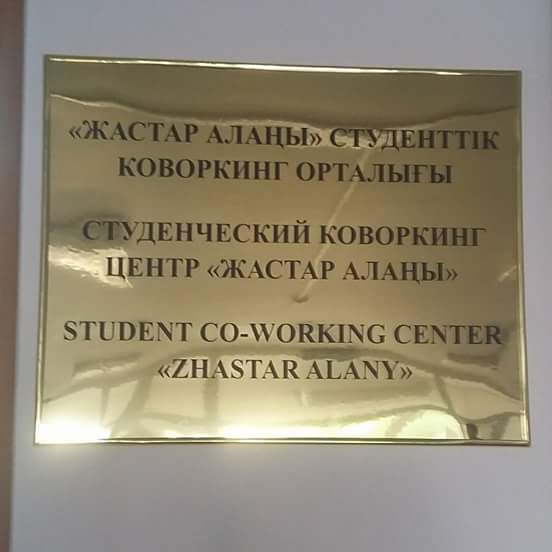 «ЖАСТАР АЛАҢЫ» СТУДЕНТТІК
КОВОРКИНГ ОРТАЛЫҒЫ
СТУДЕНЧЕСКИЙ КОВОРКИНГ
ЦЕНТР «ЖАСТАР АЛАҢЫ»
STUDENT CO-WORKING CENTER
«ZHASTAR ALANY»